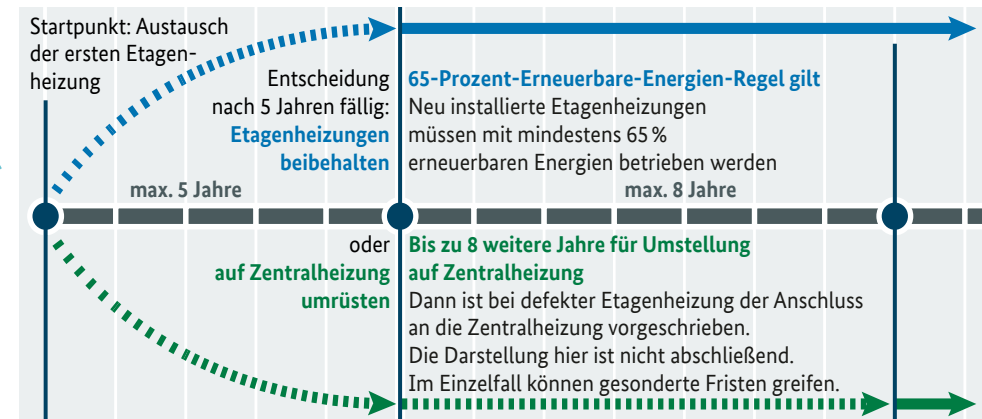 Startpunkt: Austausch
der ersten Etagen-
heizung
Entscheidung
nach 5 Jahren fällig:
Etagenheizungen
beibehalten
65-Prozent-Erneuerbare-Energien-Regel gilt
Neu installierte Etagenheizungen
müssen mit mindestens 65 %
erneuerbaren Energien betrieben werden
max. 5 Jahre
max. 8 Jahre
oder
auf Zentralheizung
umrüsten
Bis zu 8 weitere Jahre für Umstellung
auf Zentralheizung
Dann ist bei defekter Etagenheizung der Anschluss
an die Zentralheizung vorgeschrieben.
Die Darstellung hier ist nicht abschließend.
Im Einzelfall können gesonderte Fristen greifen.